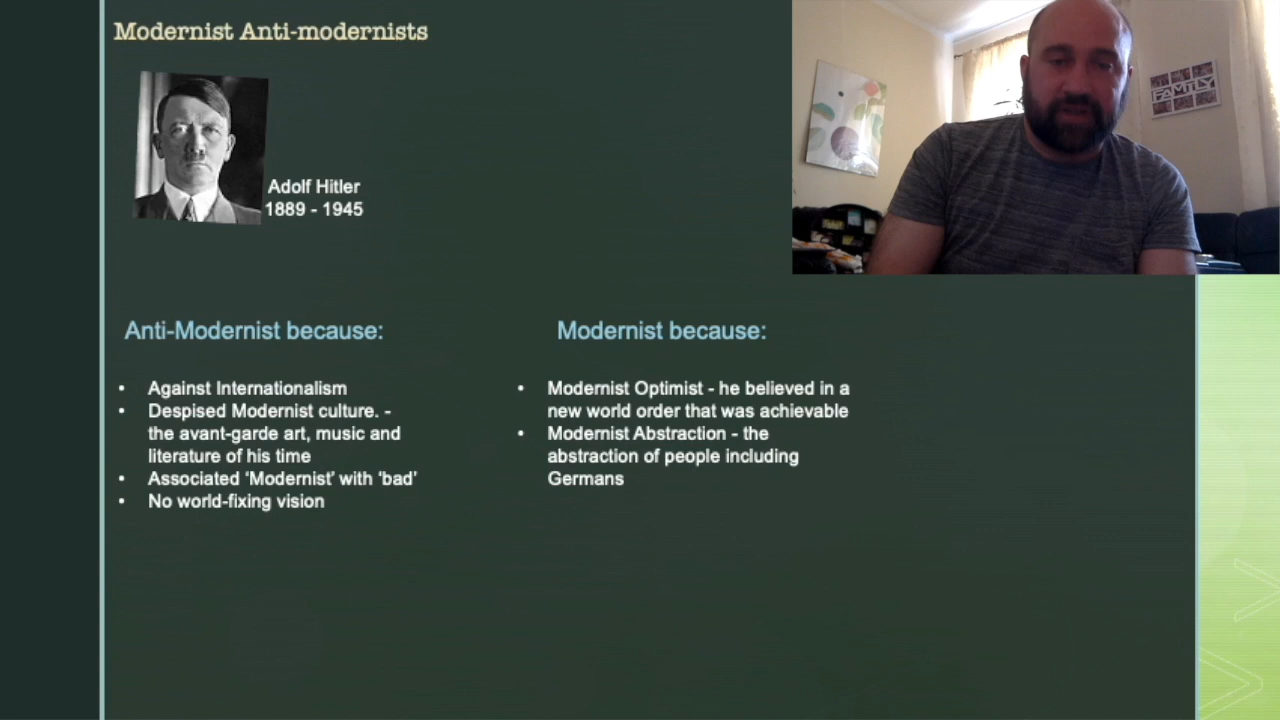 Modernist Anti-modernists
FAMILY
Adolf Hitler
1889 - 1945
Anti-Modernist because:
• Against Internationalism
• Despised Modernist culture. -
the avant-garde art, music and
literature of his time
• Associated ‘Modernist’ with ‘bad’
• No world-fixing vision
Modernist because:
• Modernist Optimist - he believed in a
new world order that was achievable
• Modernist Abstraction - the
abstraction of people including
Germans